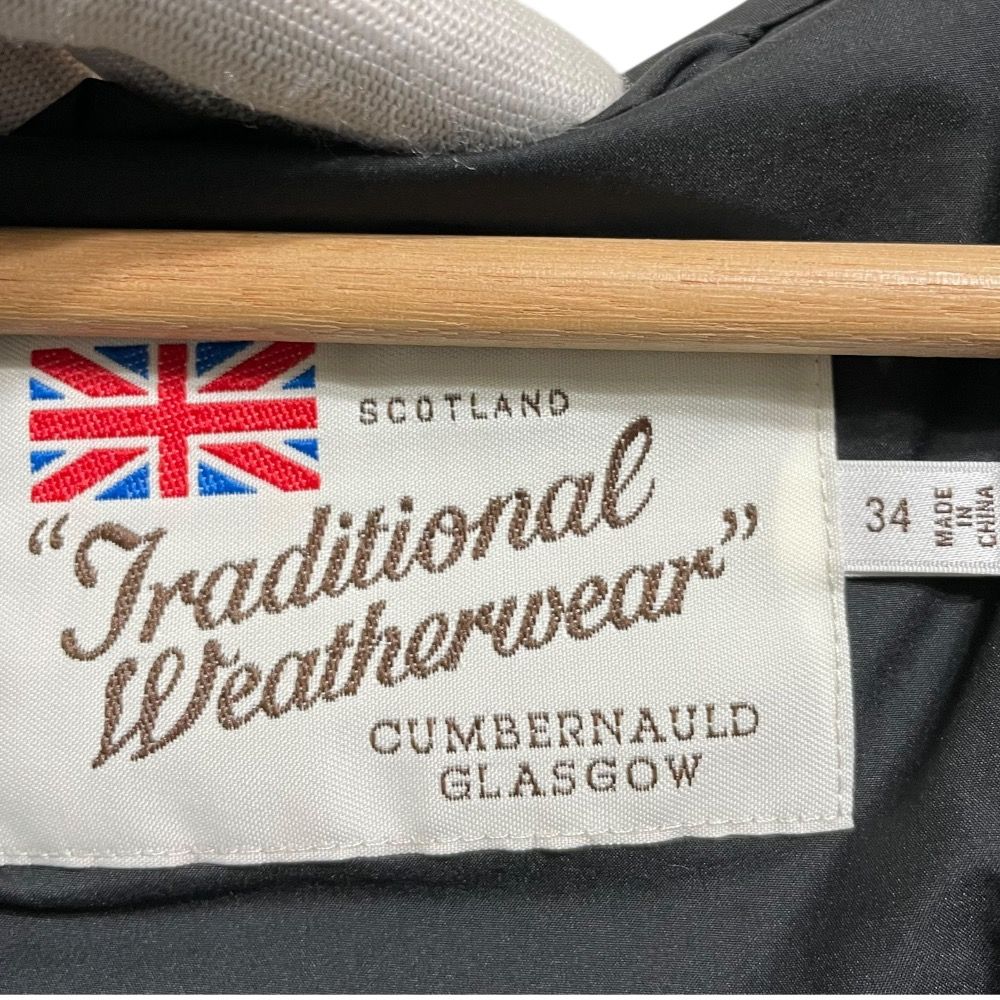 SCOTLAND
“Traditional
Weatherwear”
CUMBERNAULD
GLASGOW
34
MADE
IN
CHINA